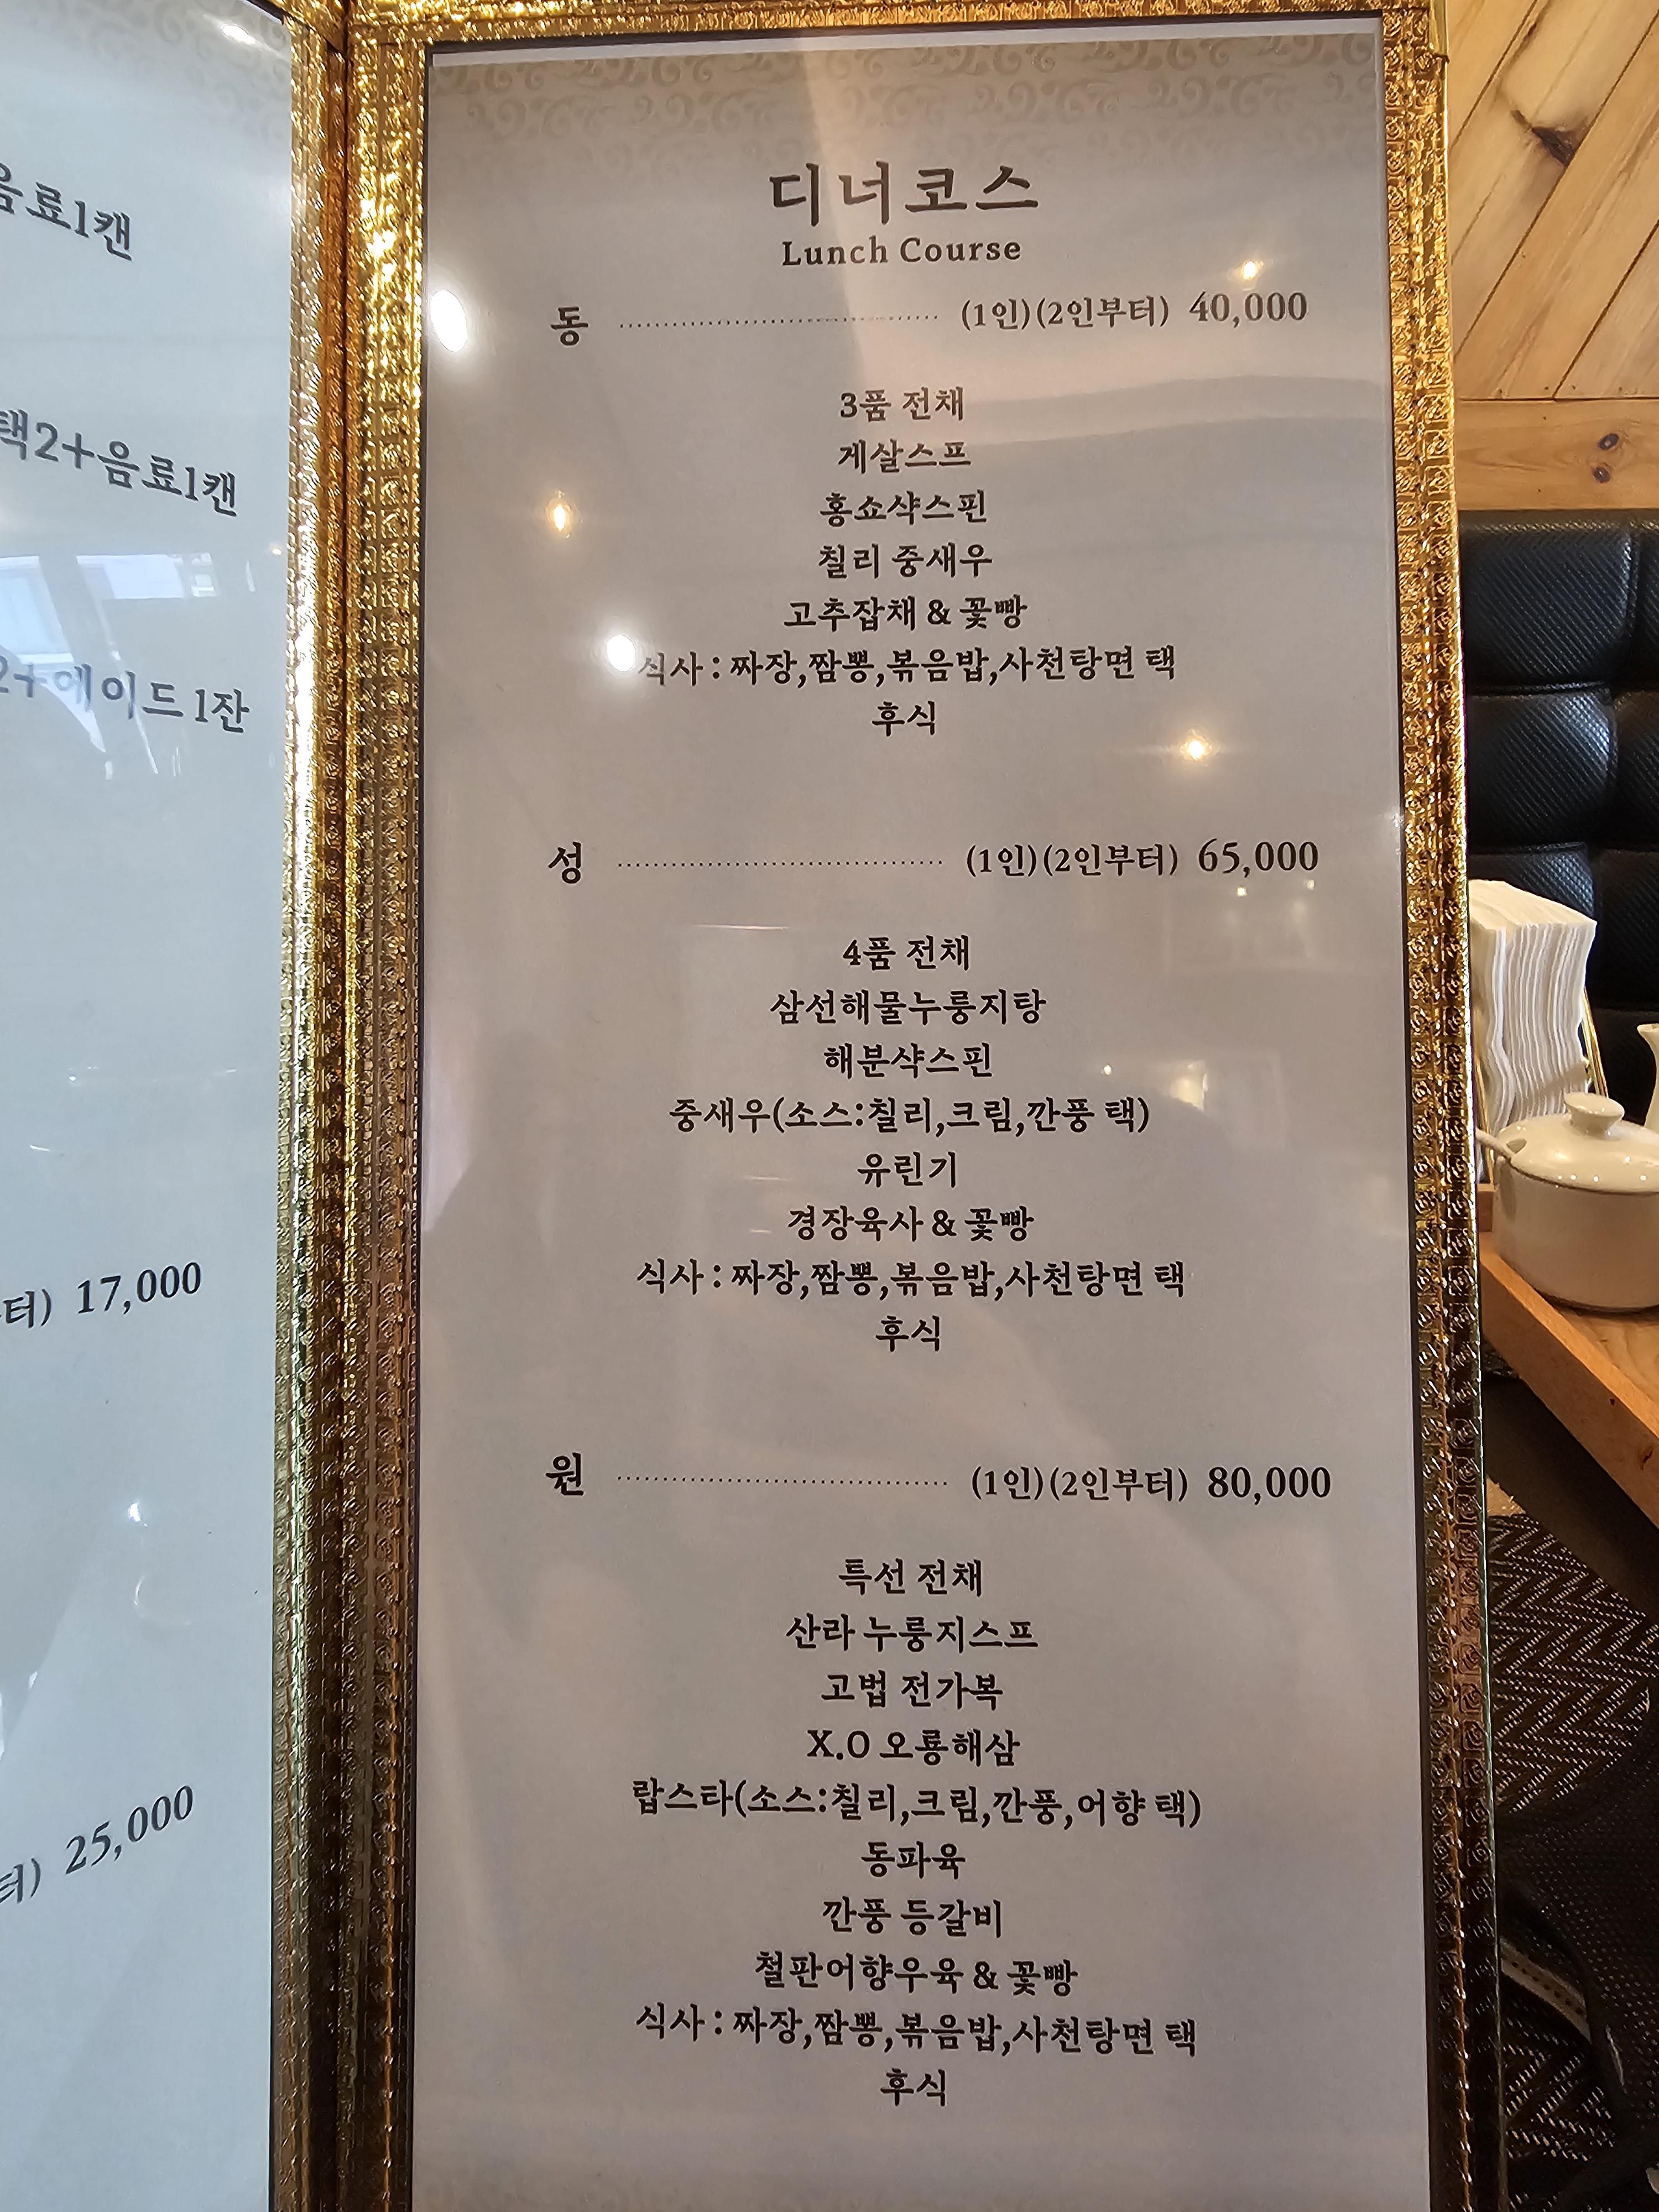 음료1캔
택2+음료1캔
2+에이드 1잔
터) 17,000
터) 25,000
디너코스
Lunch Course
동 (1인)(2인부터) 40,000
3품 전채
게살스프
홍쇼샥스핀
칠리 중새우
고추잡채 & 꽃빵
식사 : 짜장,짬뽕,볶음밥,사천탕면 택
후식
성 (1인)(2인부터) 65,000
4품 전채
삼선해물누룽지탕
해분샥스핀
중새우(소스:칠리,크림,깐풍 택)
유린기
경장육사 & 꽃빵
식사 : 짜장,짬뽕,볶음밥,사천탕면 택
후식
원 (1인)(2인부터) 80,000
특선 전채
산라 누룽지스프
고법 전가복
X.O 오룡해삼
랍스타(소스:칠리,크림,깐풍,어향 택)
동파육
깐풍 등갈비
철판어향우육 & 꽃빵
식사 : 짜장,짬뽕,볶음밥,사천탕면 택
후식